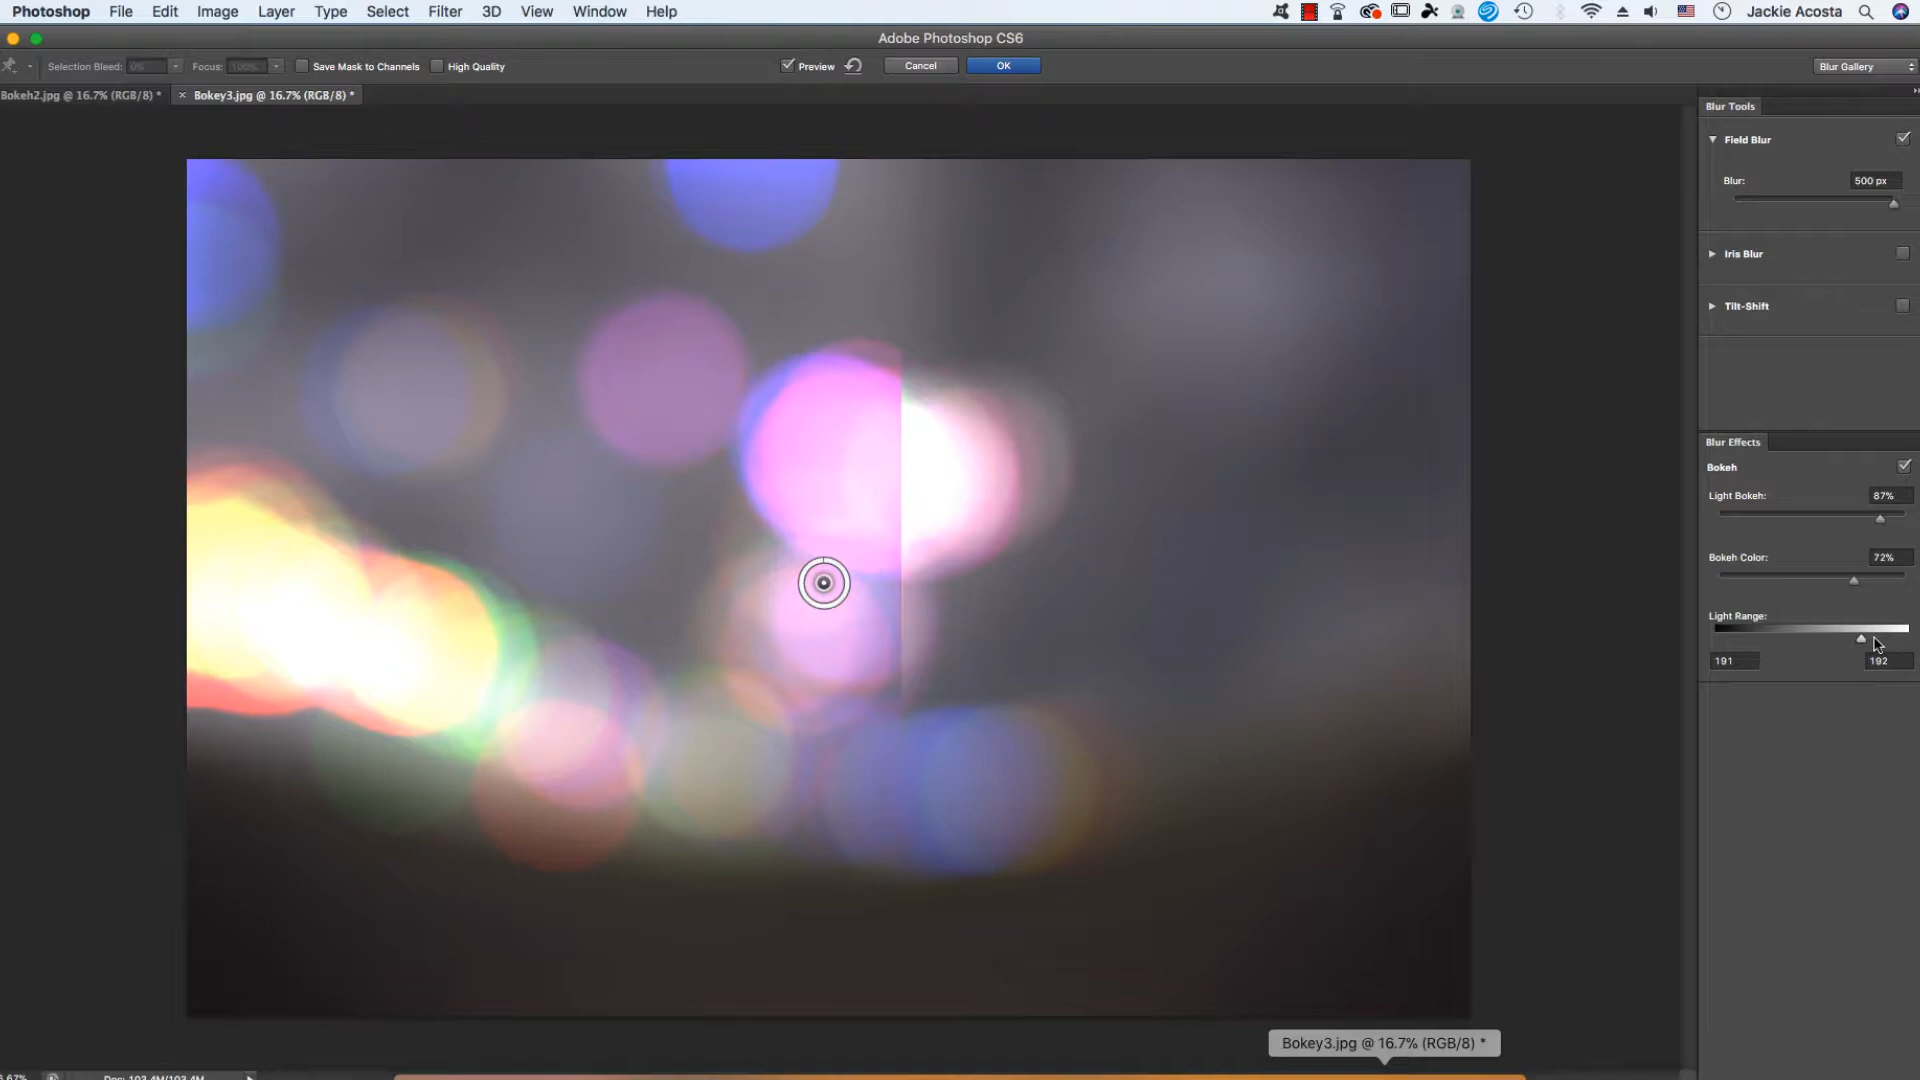 Photoshop File Edit Image Layer Type Select Filter 3D View Window Help Jackie Acosta
Adobe Photoshop CS6
Selection Bleed: 0% Focus: 100% Save Mask to Channels High Quality Preview Cancel OK Blur Gallery
Bokeh2.jpg @ 16.7% (RGB/8) * × Bokey3.jpg @ 16.7% (RGB/8) *
Blur Tools
Field Blur
Blur: 500 px
Iris Blur
Tilt-Shift
Blur Effects
Bokeh
Light Bokeh: 87%
Bokeh Color: 72%
Light Range:
191 192
Bokey3.jpg @ 16.7% (RGB/8) *